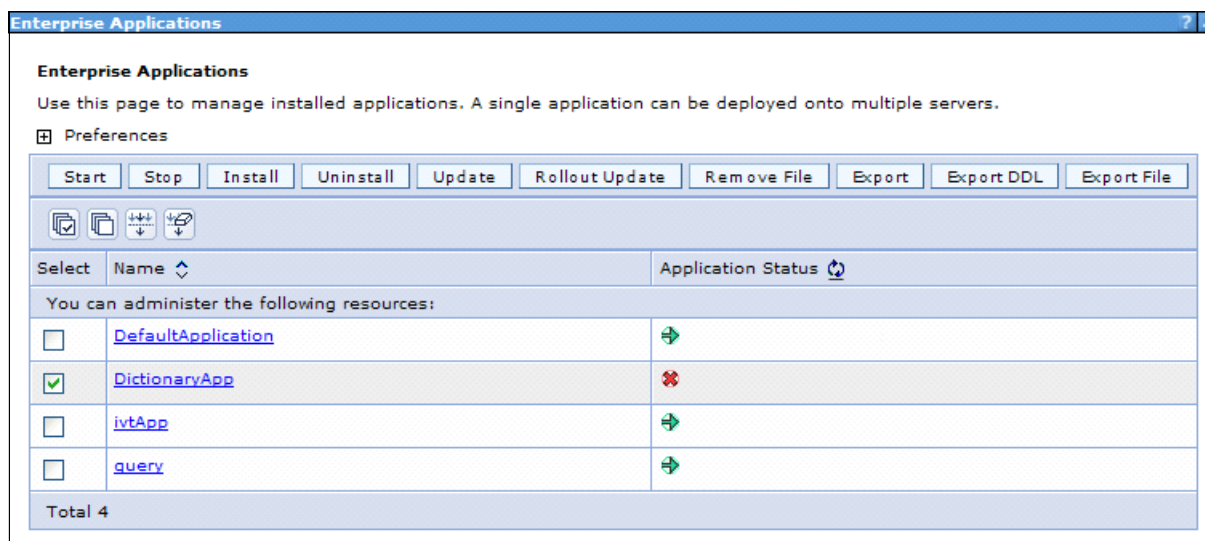 Enterprise Applications ?
Enterprise Applications
Use this page to manage installed applications. A single application can be deployed onto multiple servers.
Preferences
Start Stop Install Uninstall Update Rollout Update Remove File Export Export DDL Export File
Select Name Application Status
You can administer the following resources:
DefaultApplication
DictionaryApp
ivtApp
query
Total 4